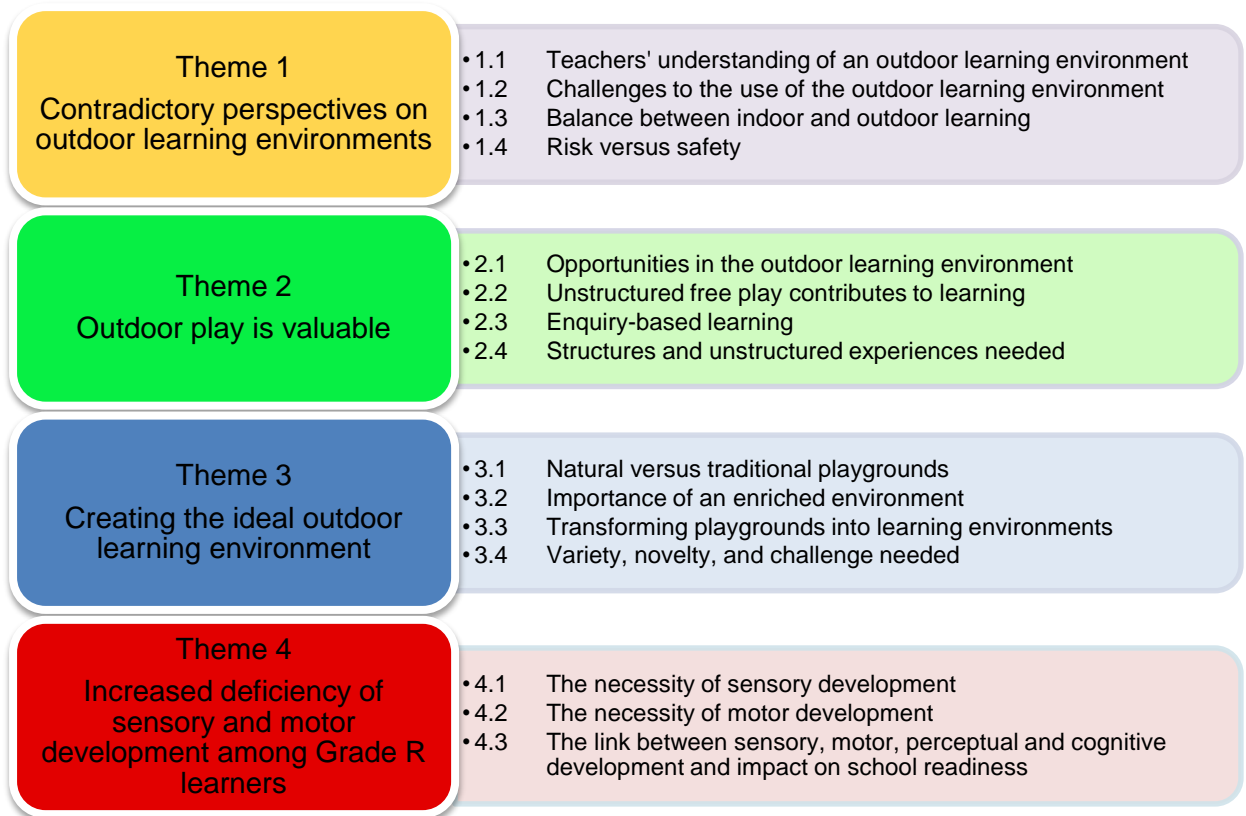 Theme 1
Contradictory perspectives on
outdoor learning environments
• 1.1 Teachers' understanding of an outdoor learning environment
• 1.2 Challenges to the use of the outdoor learning environment
• 1.3 Balance between indoor and outdoor learning
• 1.4 Risk versus safety
Theme 2
Outdoor play is valuable
• 2.1 Opportunities in the outdoor learning environment
• 2.2 Unstructured free play contributes to learning
• 2.3 Enquiry-based learning
• 2.4 Structures and unstructured experiences needed
Theme 3
Creating the ideal outdoor
learning environment
• 3.1 Natural versus traditional playgrounds
• 3.2 Importance of an enriched environment
• 3.3 Transforming playgrounds into learning environments
• 3.4 Variety, novelty, and challenge needed
Theme 4
Increased deficiency of
sensory and motor
development among Grade R
learners
• 4.1 The necessity of sensory development
• 4.2 The necessity of motor development
• 4.3 The link between sensory, motor, perceptual and cognitive
development and impact on school readiness